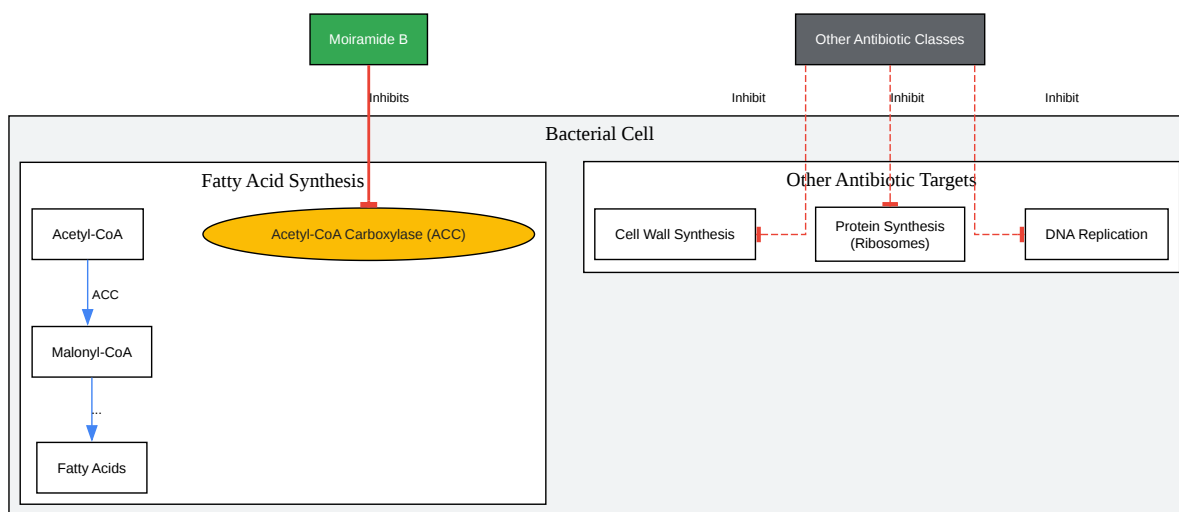 Moiramide B
Other Antibiotic Classes
Inhibits
Inhibit
Inhibit
Inhibit
Bacterial Cell
Fatty Acid Synthesis
Other Antibiotic Targets
Acetyl-CoA
Acetyl-CoA Carboxylase (ACC)
Cell Wall Synthesis
Protein Synthesis
(Ribosomes)
DNA Replication
ACC
Malonyl-CoA
...
Fatty Acids